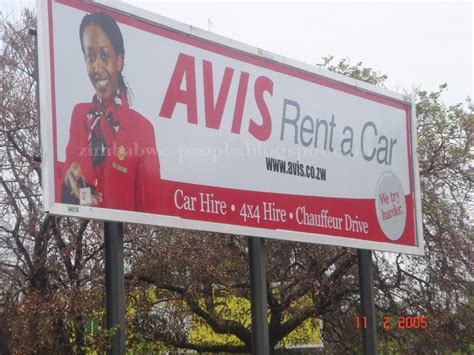 AVIS Rent a Car
www.avis.co.zw
zimbabwe-people.blogspot.com
Car Hire • 4x4 Hire • Chauffeur Drive
We try
harder.
11 2 2005